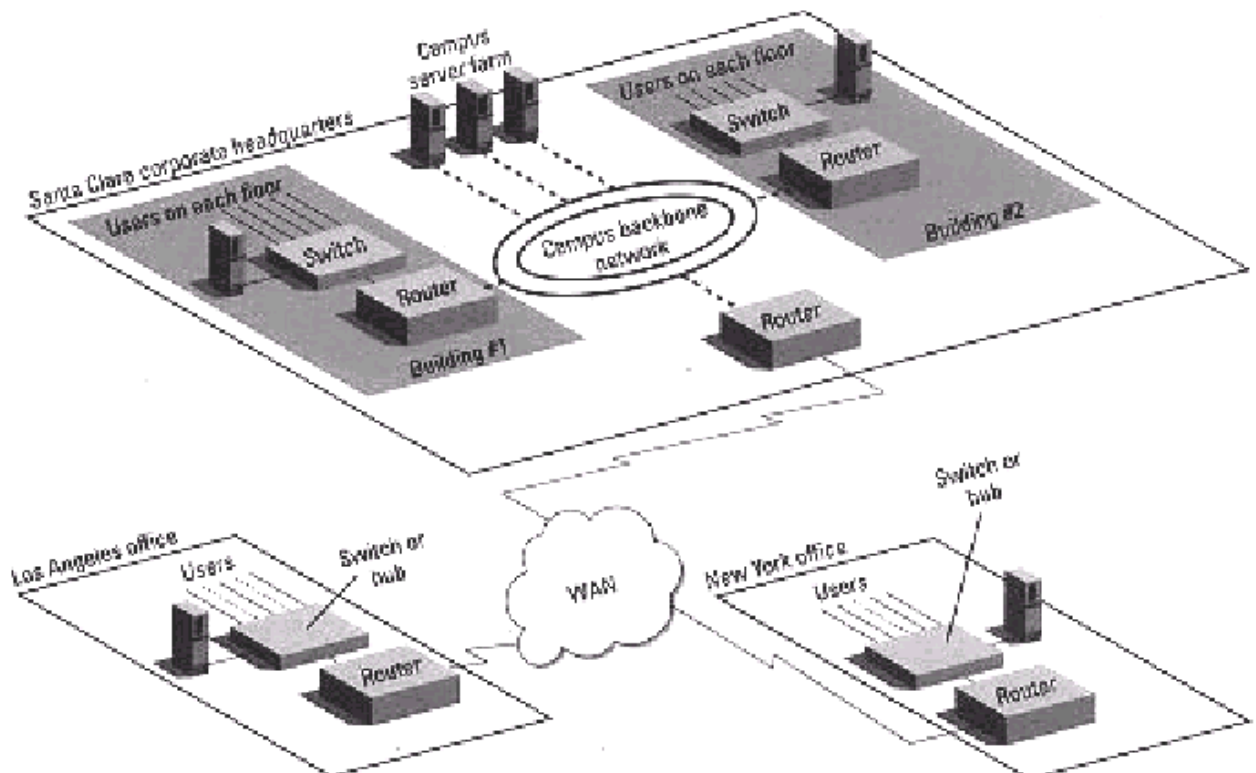 Campus
server farm
Users on each floor
Switch
Router
Building #2
Santa Clara corporate headquarters
Users on each floor
Switch
Router
Building #1
Campus backbone
network
Router
Switch or
hub
Los Angeles office
Users
Switch or
hub
Router
WAN
New York office
Users
Router